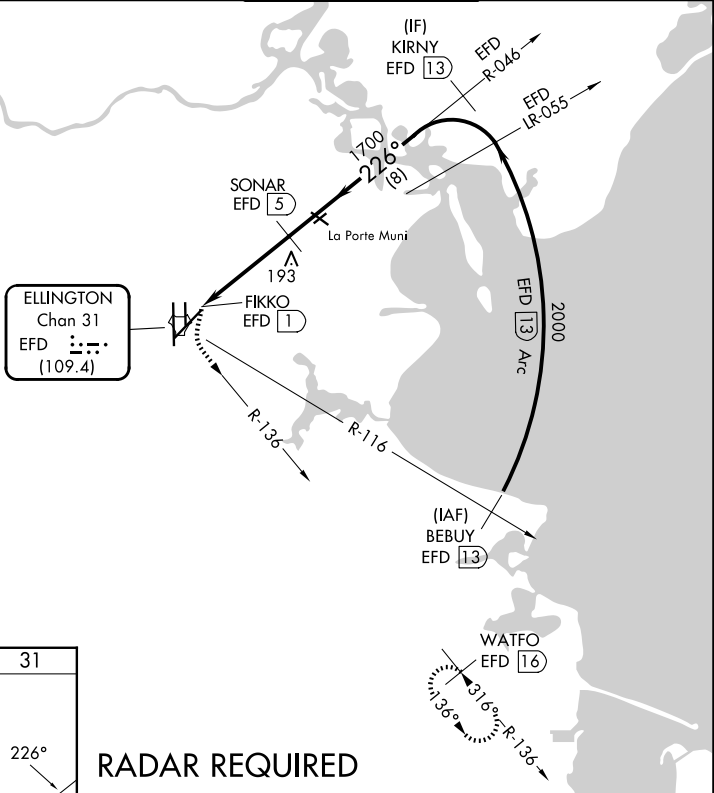 (IF)
KIRNY
EFD 13
EFD
R-046
EFD
LR-055
1700
226°
(8)
SONAR
EFD 5
La Porte Muni
193
ELLINGTON
Chan 31
EFD
(109.4)
FIKKO
EFD 1
EFD 13 Arc
2000
R-136
R-116
(IAF)
BEBUY
EFD 13
WATFO
EFD 16
316°
136°
R-136
31
226°
RADAR REQUIRED